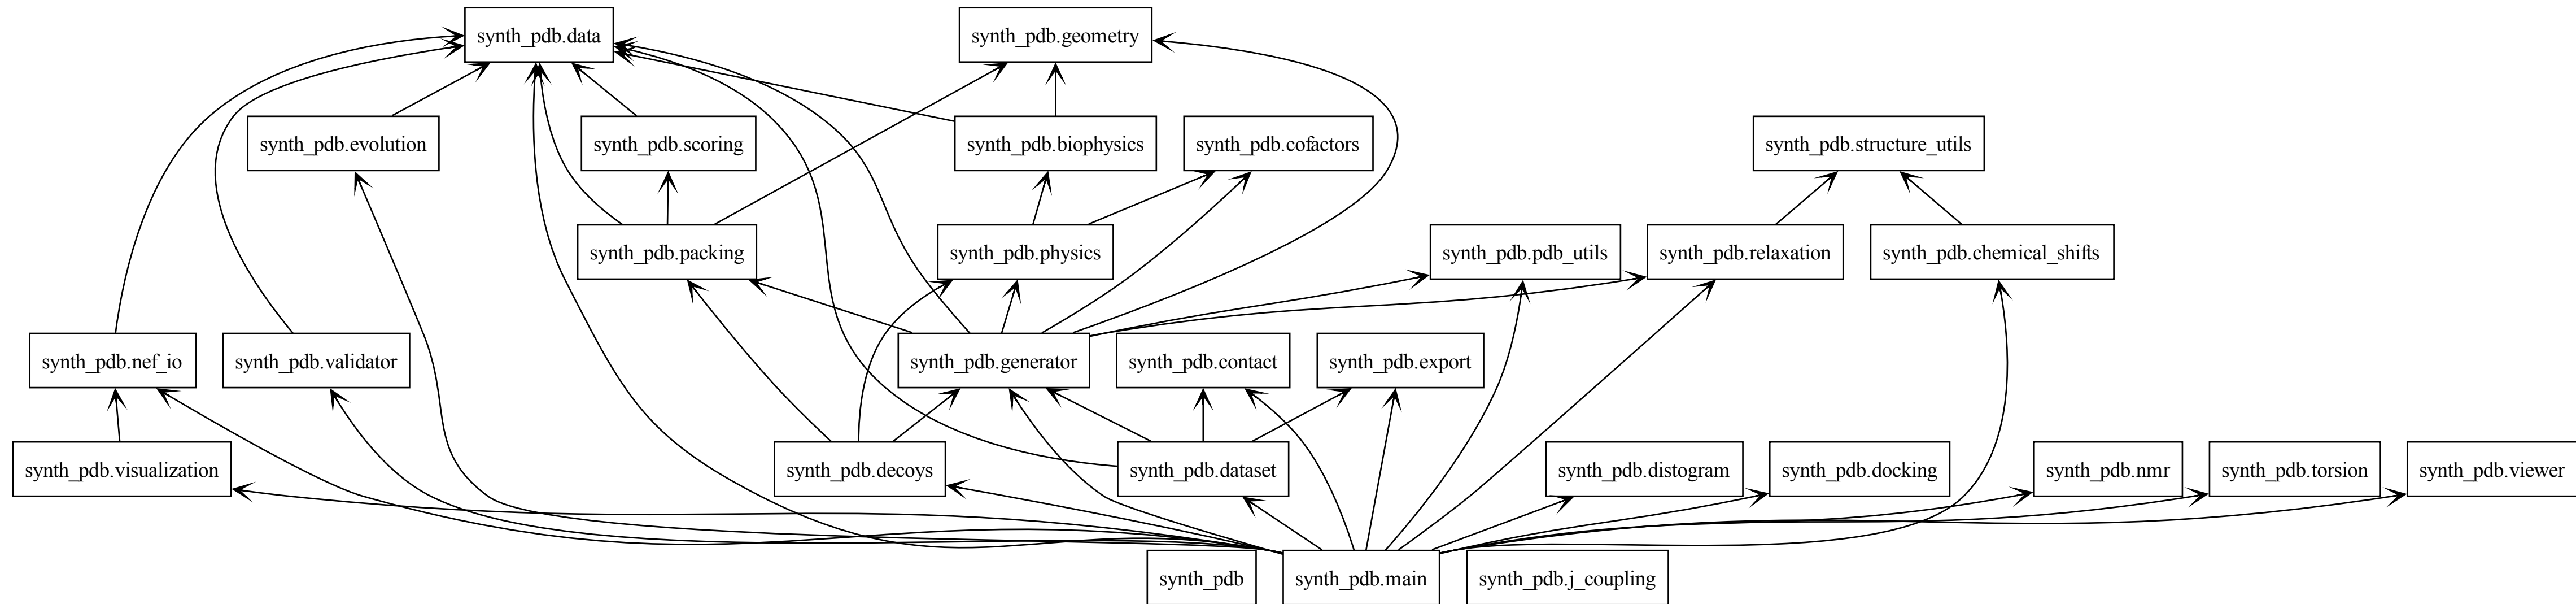 synth_pdb.data
synth_pdb.geometry
synth_pdb.evolution
synth_pdb.scoring
synth_pdb.biophysics
synth_pdb.cofactors
synth_pdb.structure_utils
synth_pdb.packing
synth_pdb.physics
synth_pdb.pdb_utils
synth_pdb.relaxation
synth_pdb.chemical_shifts
synth_pdb.nef_io
synth_pdb.validator
synth_pdb.generator
synth_pdb.contact
synth_pdb.export
synth_pdb.visualization
synth_pdb.decoys
synth_pdb.dataset
synth_pdb.distogram
synth_pdb.docking
synth_pdb.nmr
synth_pdb.torsion
synth_pdb.viewer
synth_pdb
synth_pdb.main
synth_pdb.j_coupling